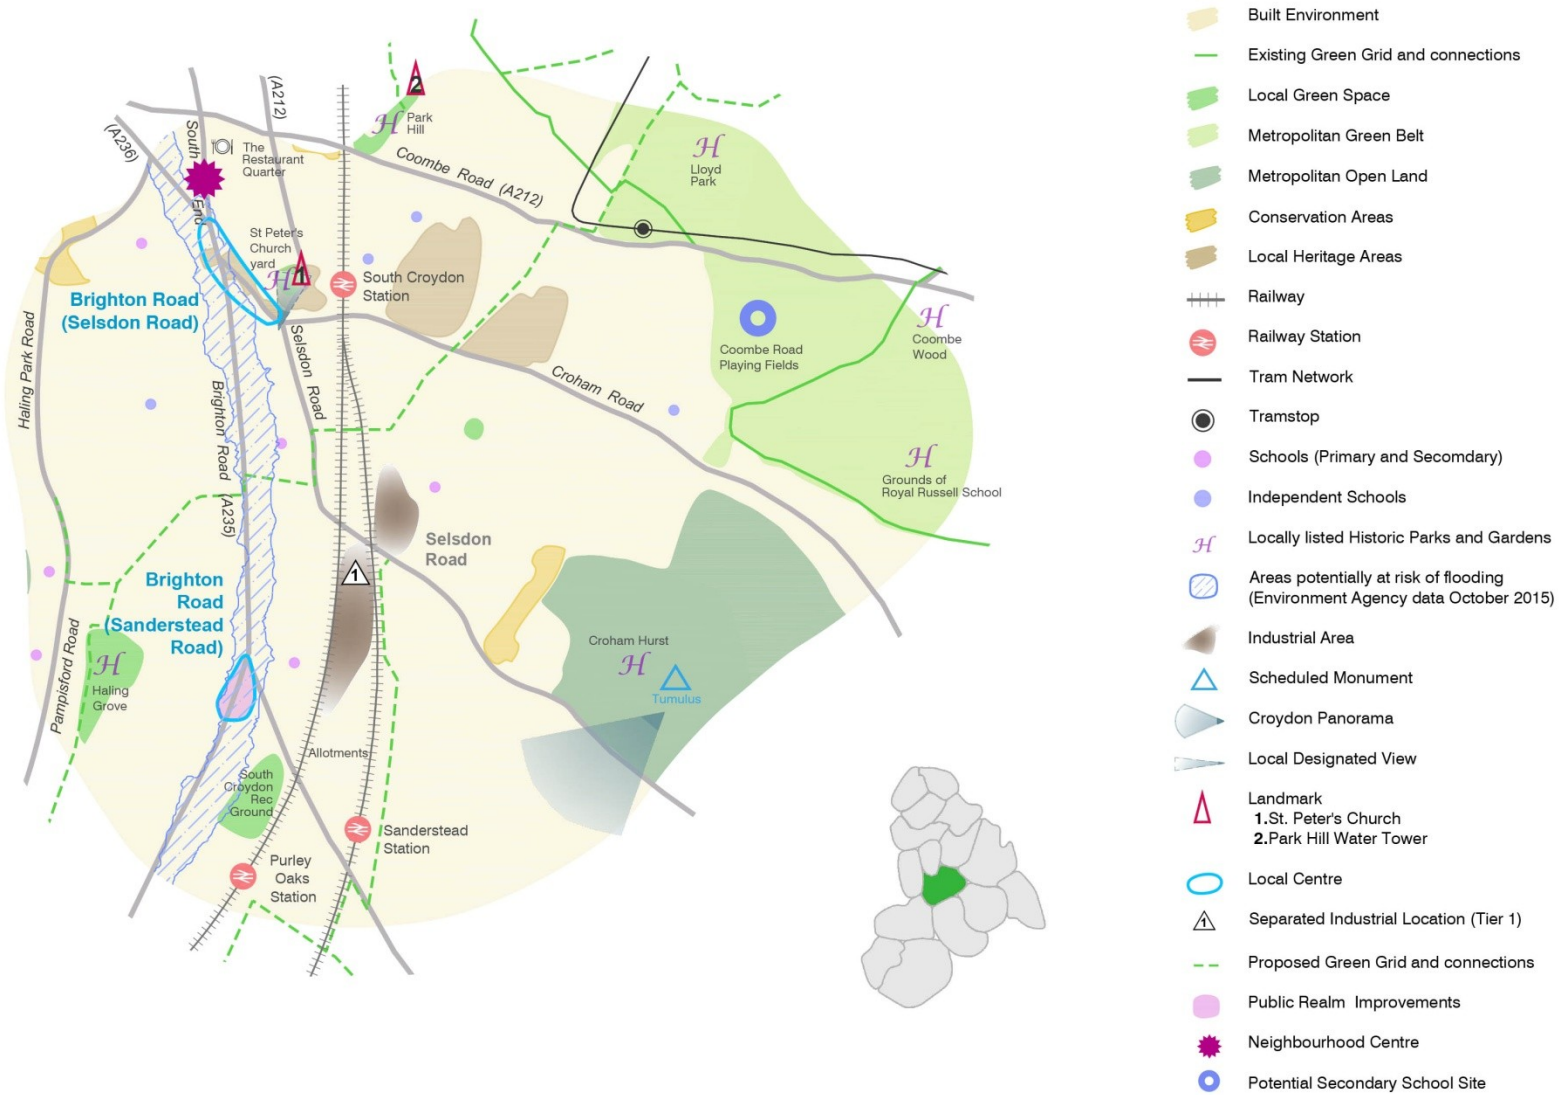 2
Park
Hill
(A212)
(A236)
South
End
The
Restaurant
Quarter
Coombe Road (A212)
Lloyd
Park
St Peter's
Church
yard
1
South Croydon
Station
Brighton Road
(Selsdon Road)
Haling Park Road
Selsdon Road
Coombe Road
Playing Fields
Coombe
Wood
Croham Road
Brighton Road (A235)
Grounds of
Royal Russell School
Selsdon
Road
1
Brighton
Road
(Sanderstead
Road)
Pampisford Road
Haling
Grove
Croham Hurst
Tumulus
Allotments
South
Croydon
Rec
Ground
Sanderstead
Station
Purley
Oaks
Station
Built Environment
Existing Green Grid and connections
Local Green Space
Metropolitan Green Belt
Metropolitan Open Land
Conservation Areas
Local Heritage Areas
Railway
Railway Station
Tram Network
Tramstop
Schools (Primary and Secomdary)
Independent Schools
H Locally listed Historic Parks and Gardens
Areas potentially at risk of flooding
(Environment Agency data October 2015)
Industrial Area
Scheduled Monument
Croydon Panorama
Local Designated View
Landmark
1.St. Peter's Church
2.Park Hill Water Tower
Local Centre
1 Separated Industrial Location (Tier 1)
Proposed Green Grid and connections
Public Realm Improvements
Neighbourhood Centre
Potential Secondary School Site